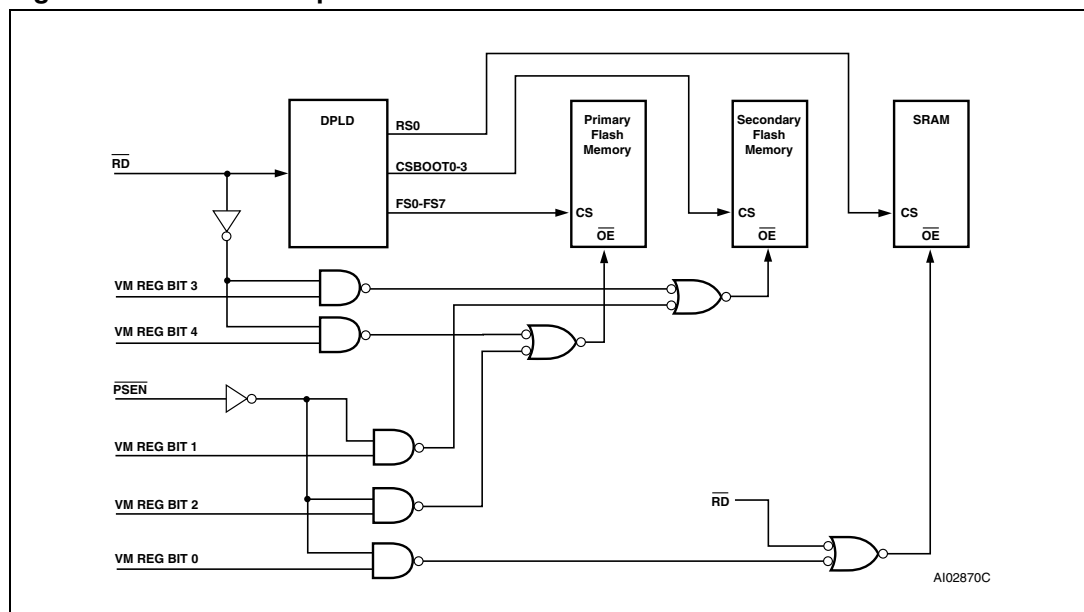 DPLD
RS0
CSBOOT0-3
FS0-FS7
Primary
Flash
Memory
CS
OE
Secondary
Flash
Memory
CS
OE
SRAM
CS
OE
RD
VM REG BIT 3
VM REG BIT 4
PSEN
VM REG BIT 1
VM REG BIT 2
VM REG BIT 0
RD
AI02870C